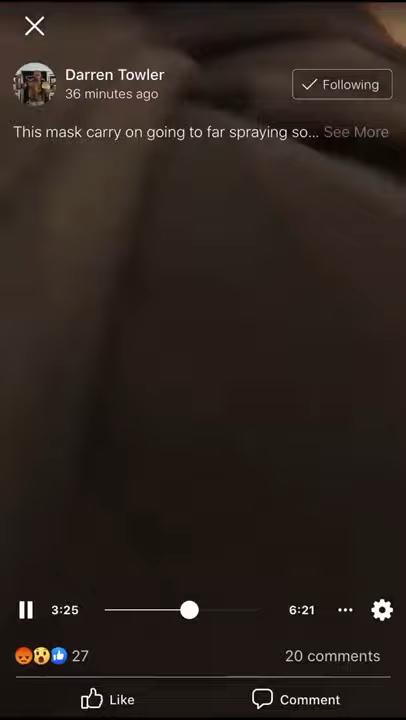 Darren Towler
36 minutes ago
Following
This mask carry on going to far spraying so... See More
3:25
6:21
27
20 comments
Like
Comment